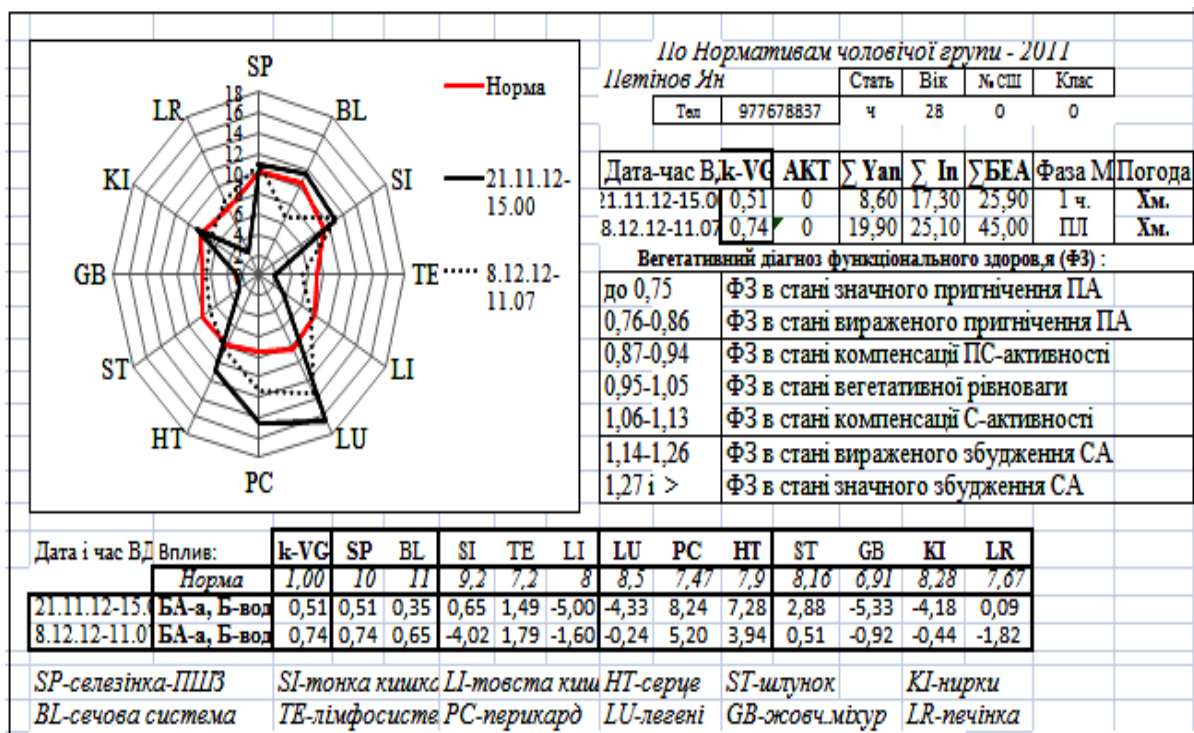 По Нормативам чоловічої групи - 2011
Петінов Ян Стать Вік № СШ Клас
Тел 977678837 ч 28 0 0
SP
BL
SI
TE
LI
LU
PC
HT
ST
GB
KI
LR
18
16
14
12
10
8
6
4
Норма
21.11.12-15.00
8.12.12-11.07
Дата-час В, k-VG АКТ ∑ Yan ∑ In ∑БЕА Фаза М Погода
21.11.12-15.0 0,51 0 8,60 17,30 25,90 1 ч. Хм.
8.12.12-11.07 0,74 0 19,90 25,10 45,00 ПЛ Хм.
Вегетативний діагноз функціонального здоров,я (ФЗ) :
до 0,75 ФЗ в стані значного пригнічення ПА
0,76-0,86 ФЗ в стані вираженого пригнічення ПА
0,87-0,94 ФЗ в стані компенсації ПС-активності
0,95-1,05 ФЗ в стані вегетативної рівноваги
1,06-1,13 ФЗ в стані компенсації С-активності
1,14-1,26 ФЗ в стані вираженого збудження СА
1,27 і > ФЗ в стані значного збудження СА
Дата і час ВД Вплив: k-VG SP BL SI TE LI LU PC HT ST GB KI LR
Норма 1,00 10 11 9,2 7,2 8 8,5 7,47 7,9 8,16 6,91 8,28 7,67
21.11.12-15.0 БА-а, Б-вод 0,51 0,51 0,35 0,65 1,49 -5,00 -4,33 8,24 7,28 2,88 -5,33 -4,18 0,09
8.12.12-11.0 БА-а, Б-вод 0,74 0,74 0,65 -4,02 1,79 -1,60 -0,24 5,20 3,94 0,51 -0,92 -0,44 -1,82
SP-селезінка-ПШЗ SI-тонка кишка LI-товста киш HT-серце ST-шлунок KI-нирки
BL-сечова система TE-лімфосисте PC-перикард LU-легені GB-жовч.міхур LR-печінка